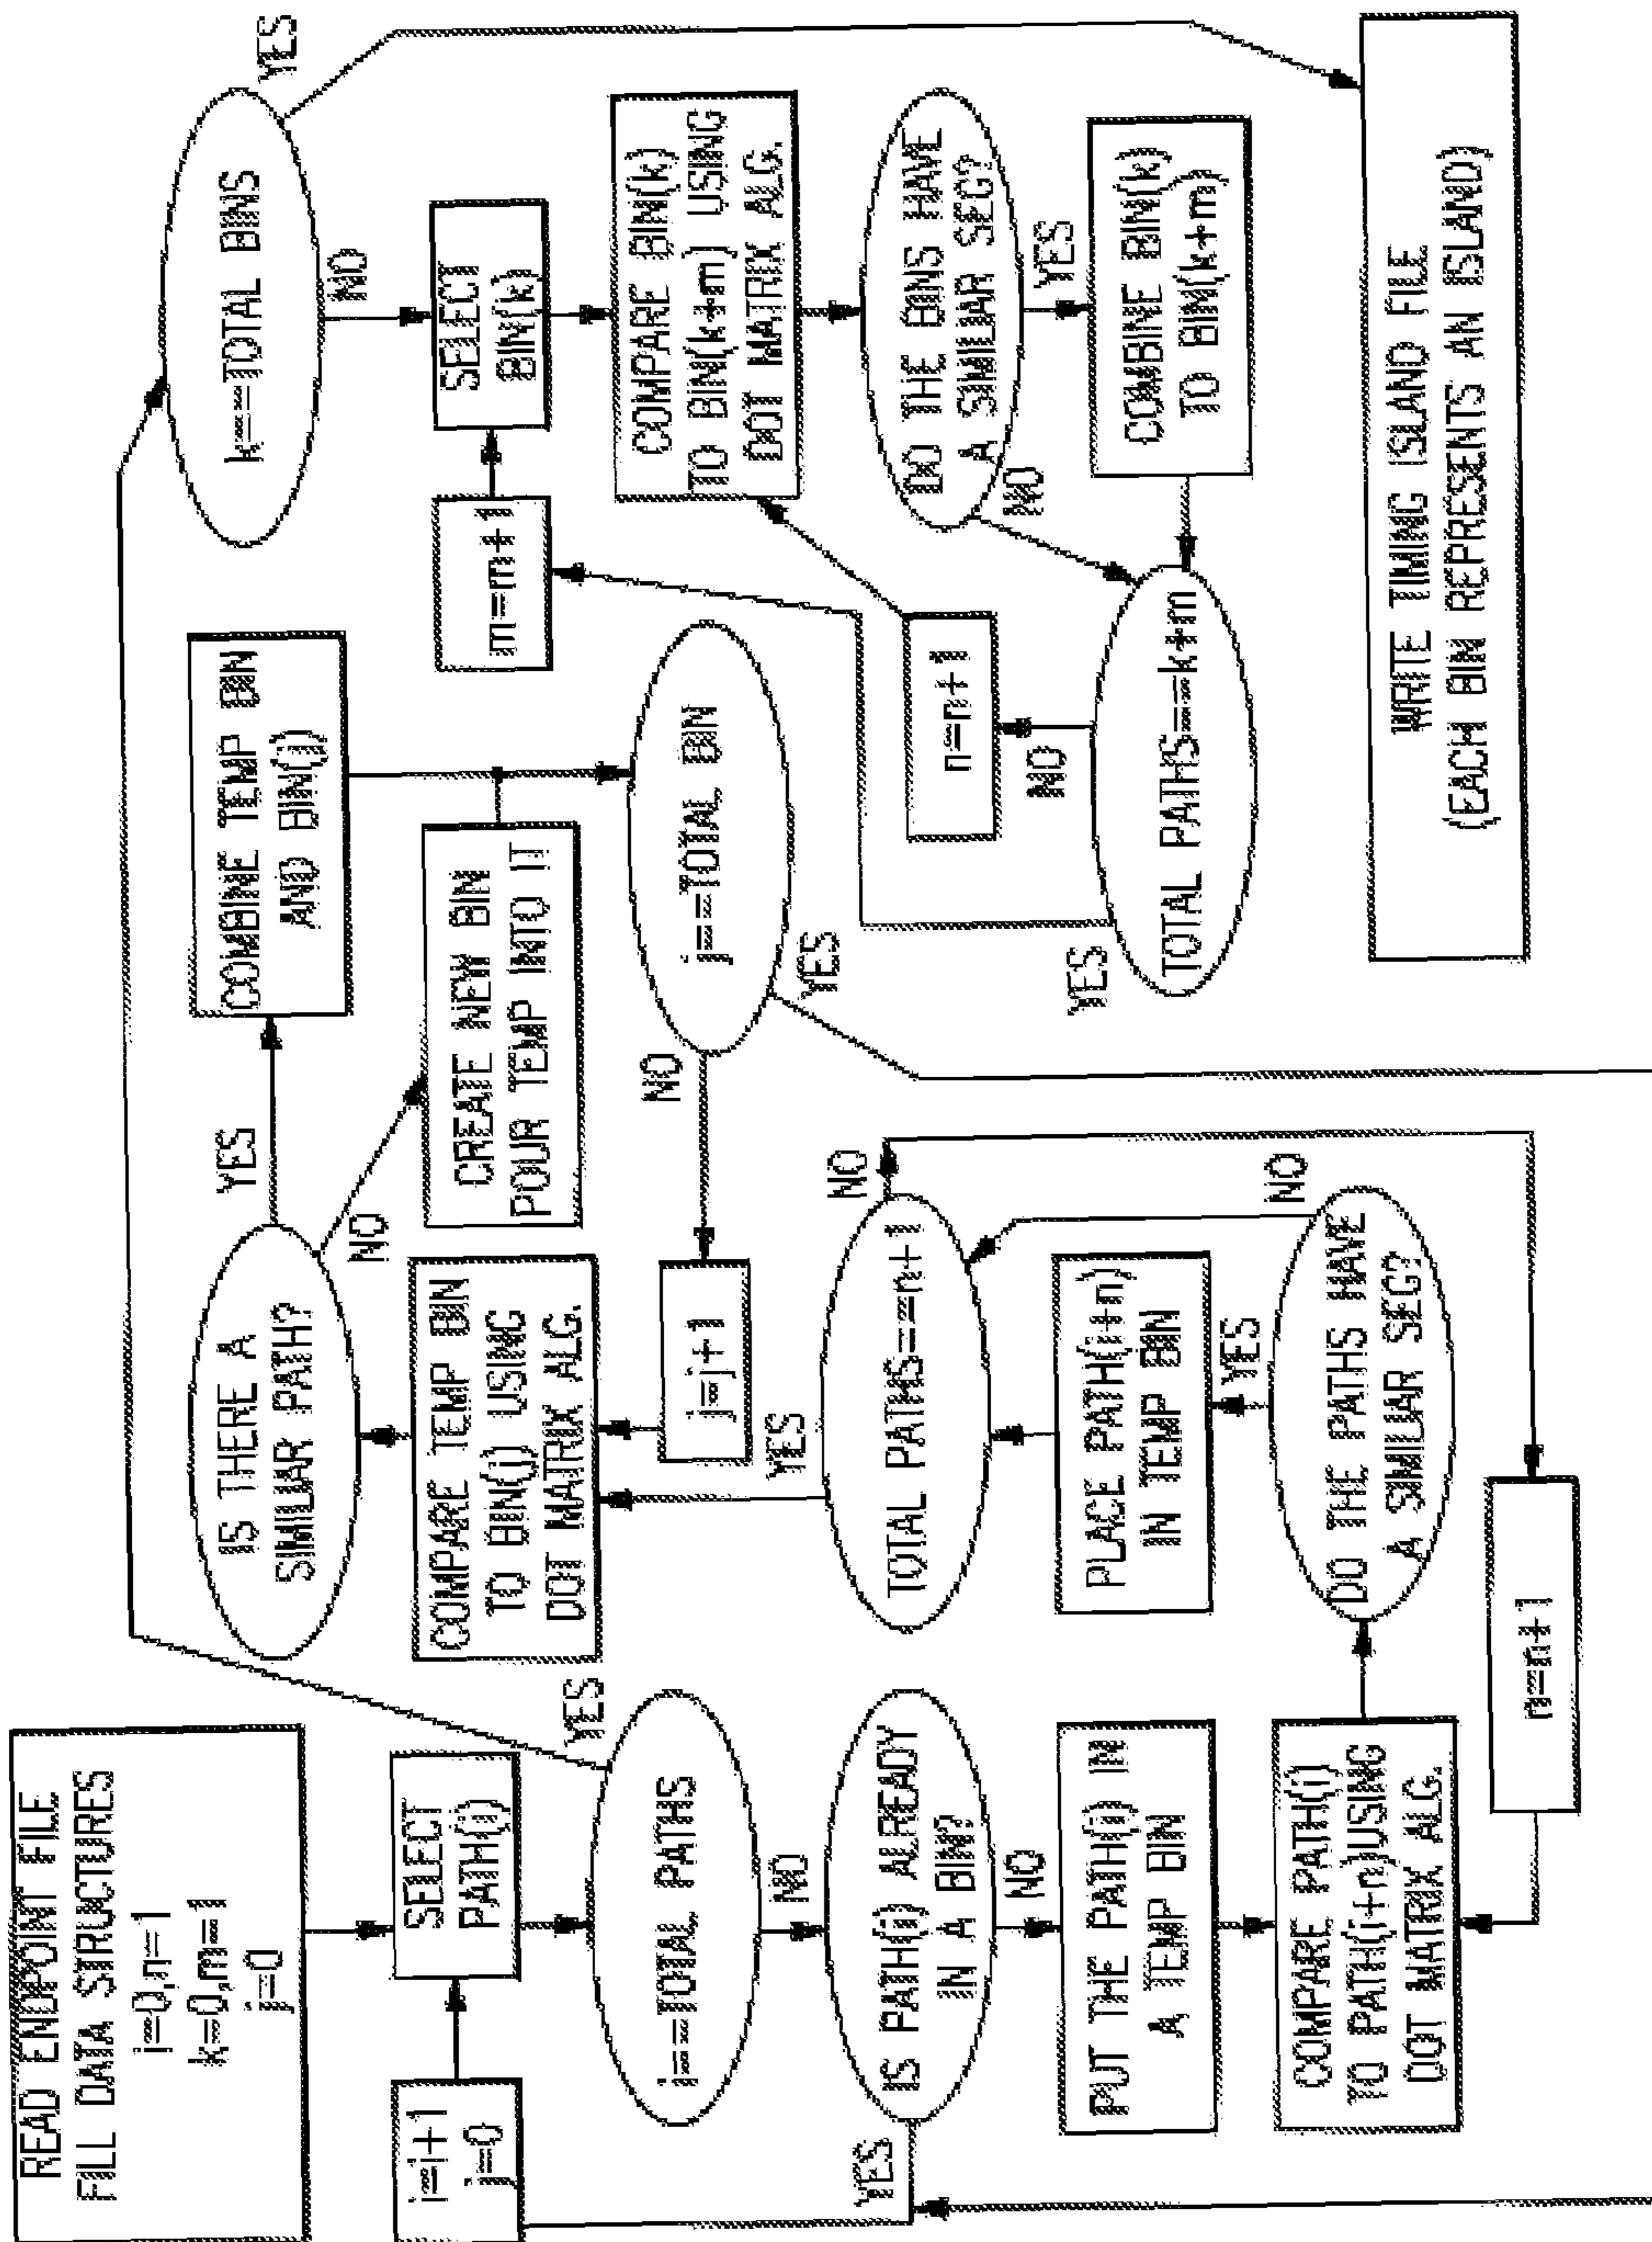 READ ENDPOINT FILE
FILL DATA STRUCTURES
i=0,n=1
k=0,m=1
j=0
i=i+1
j=0
SELECT
PATH(i)
i==TOTAL PATHS
YES
NO
IS PATH(i) ALREADY
IN A BIN?
YES
NO
PUT THE PATH(i) IN
A TEMP BIN
COMPARE PATH(i)
TO PATH(i+n)USING
DOT MATRIX ALG.
n=n+1
DO THE PATHS HAVE
A SIMILIAR SEG?
NO
YES
PLACE PATH(i+n)
IN TEMP BIN
TOTAL PATHS==n+1
NO
YES
COMPARE TEMP BIN
TO BIN(j) USING
DOT MATRIX ALG.
j=j+1
IS THERE A
SIMILIAR PATH?
YES
NO
COMBINE TEMP BIN
AND BIN(j)
CREATE NEW BIN
POUR TEMP INTO IT
j==TOTAL BIN
NO
YES
k==TOTAL BINS
YES
NO
SELECT
BIN(k)
m=m+1
COMPARE BIN(k)
TO BIN(k+m) USING
DOT MATRIX ALG.
DO THE BINS HAVE
A SIMILIAR SEG?
NO
YES
COMBINE BIN(k)
TO BIM(k+m)
n=n+1
TOTAL PATHS==k+m
NO
YES
WRITE TIMING ISLAND FILE
(EACH BIN REPRESENTS AN ISLAND)